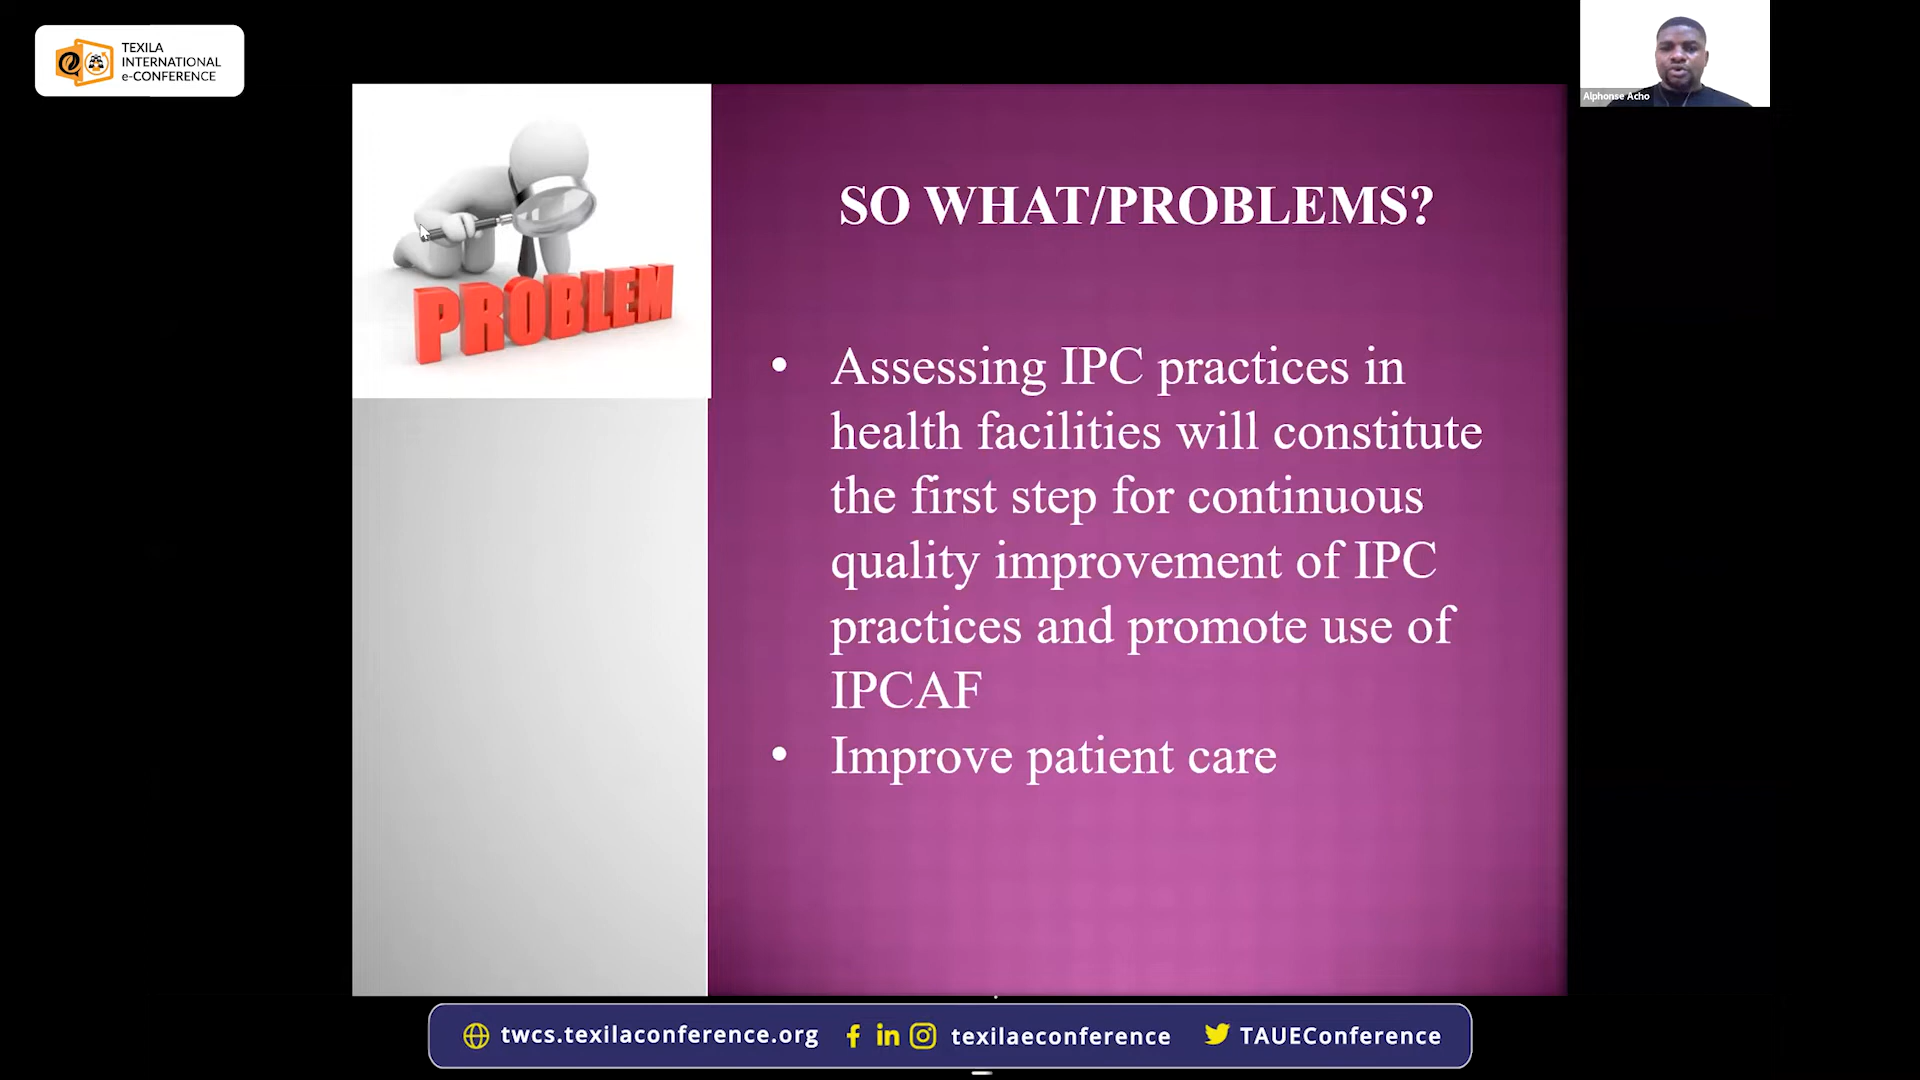 TEXILA
INTERNATIONAL
e-CONFERENCE
Alphonse Acho
PROBLEM
SO WHAT/PROBLEMS?
• Assessing IPC practices in
health facilities will constitute
the first step for continuous
quality improvement of IPC
practices and promote use of
IPCAF
• Improve patient care
twcs.texilaconference.org texilaeconference TAUEConference